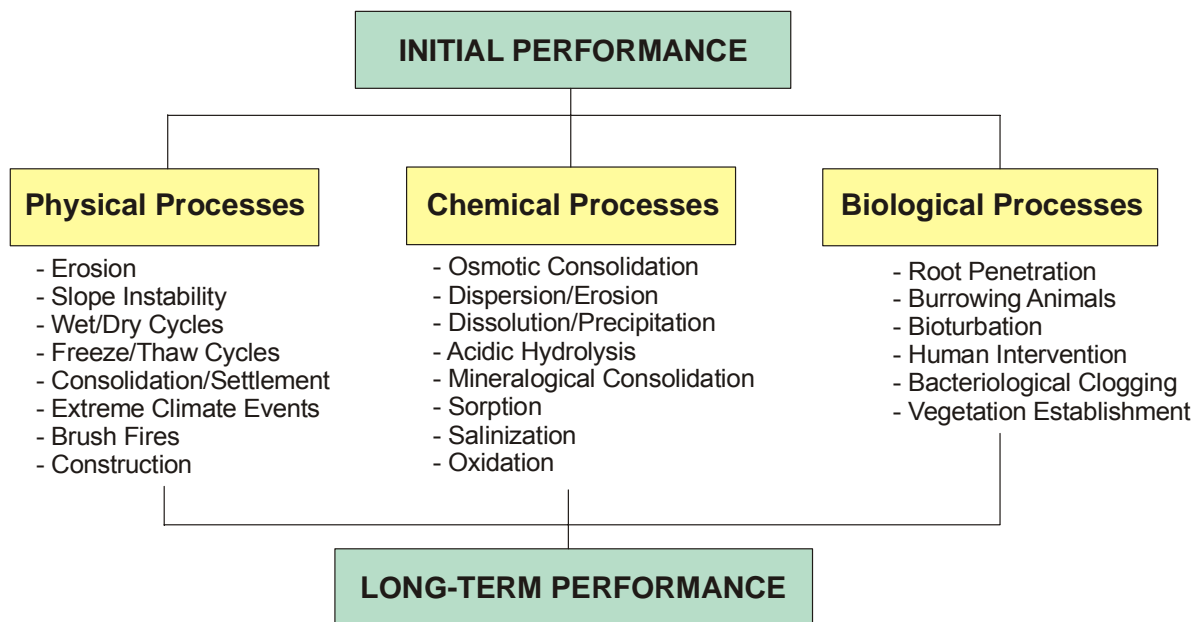 INITIAL PERFORMANCE
Physical Processes
- Erosion
- Slope Instability
- Wet/Dry Cycles
- Freeze/Thaw Cycles
- Consolidation/Settlement
- Extreme Climate Events
- Brush Fires
- Construction
Chemical Processes
- Osmotic Consolidation
- Dispersion/Erosion
- Dissolution/Precipitation
- Acidic Hydrolysis
- Mineralogical Consolidation
- Sorption
- Salinization
- Oxidation
Biological Processes
- Root Penetration
- Burrowing Animals
- Bioturbation
- Human Intervention
- Bacteriological Clogging
- Vegetation Establishment
LONG-TERM PERFORMANCE